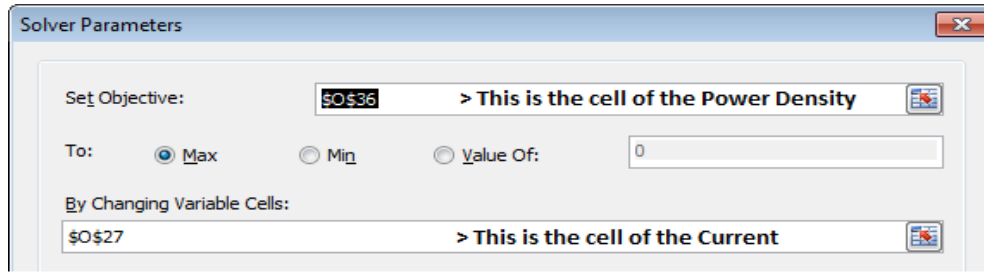 Solver Parameters
Set Objective: $O$36 > This is the cell of the Power Density
To: Max Min Value Of: 0
By Changing Variable Cells:
$O$27 > This is the cell of the Current